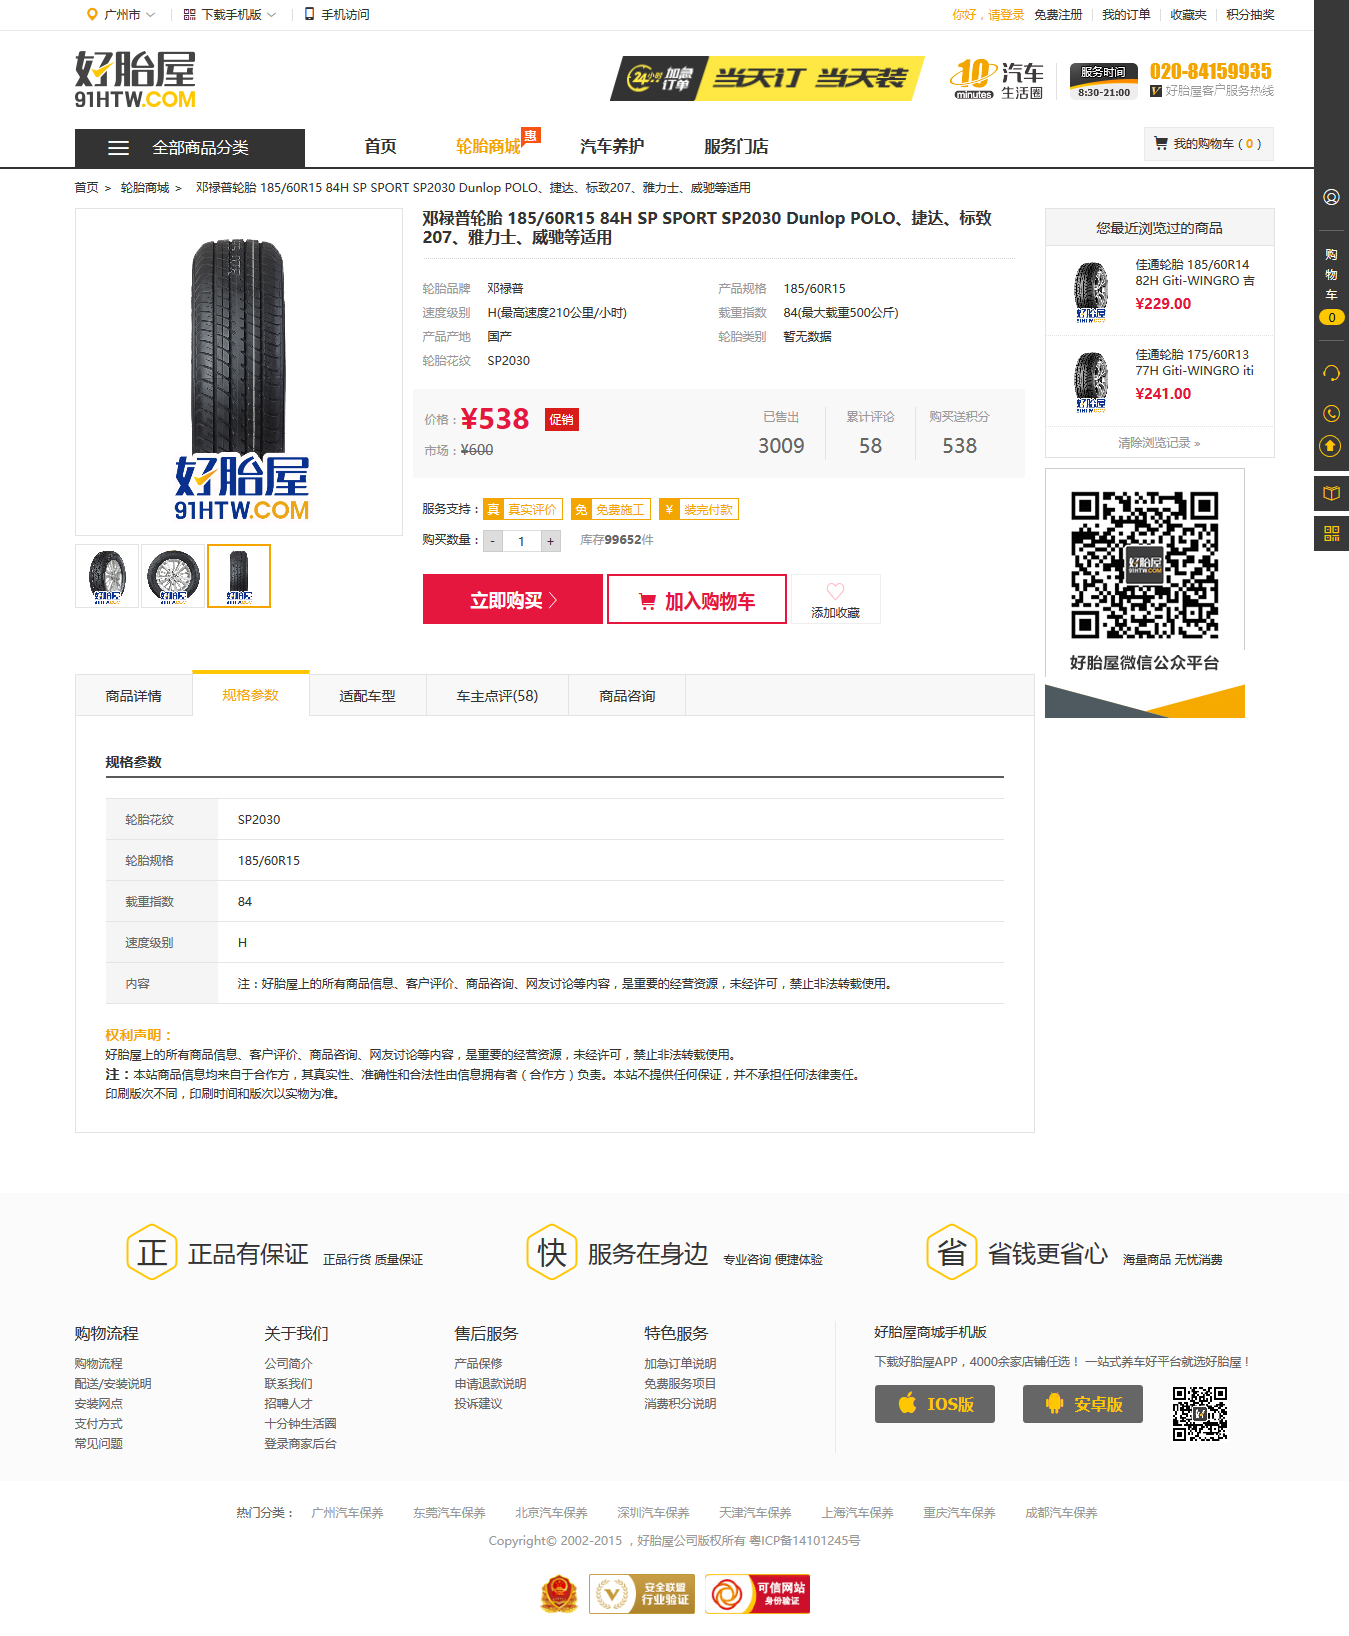 广州市
下载手机版
手机访问
你好，请登录 免费注册 我的订单 收藏夹 积分抽奖
好胎屋
91HTW.COM
24小时 加急订单 当天订 当天装
10 minutes 汽车生活圈
服务时间
8:30-21:00
020-84159935
好胎屋客户服务热线
全部商品分类
首页
轮胎商城
惠
汽车养护
服务门店
我的购物车 ( 0 )
首页 > 轮胎商城 > 邓禄普轮胎 185/60R15 84H SP SPORT SP2030 Dunlop POLO、捷达、标致207、雅力士、威驰等适用
好胎屋
91HTW.COM
邓禄普轮胎 185/60R15 84H SP SPORT SP2030 Dunlop POLO、捷达、标致
207、雅力士、威驰等适用
轮胎品牌 邓禄普 产品规格 185/60R15
速度级别 H(最高速度210公里/小时) 载重指数 84(最大载重500公斤)
产品产地 国产 轮胎类别 暂无数据
轮胎花纹 SP2030
价格：¥538 促销
市场：¥600
已售出 累计评论 购买送积分
3009 58 538
服务支持： 真 真实评价 免 免费施工 ¥ 装完付款
购买数量： - 1 + 库存99652件
立即购买
加入购物车
添加收藏
您最近浏览过的商品
佳通轮胎 185/60R14
82H Giti-WINGRO 吉
¥229.00
佳通轮胎 175/60R13
77H Giti-WINGRO iti
¥241.00
清除浏览记录 »
好胎屋
91HTW.COM
好胎屋微信公众平台
购
物
车
0
商品详情
规格参数
适配车型
车主点评(58)
商品咨询
规格参数
轮胎花纹 SP2030
轮胎规格 185/60R15
载重指数 84
速度级别 H
内容 注：好胎屋上的所有商品信息、客户评价、商品咨询、网友讨论等内容，是重要的经营资源，未经许可，禁止非法转载使用。
权利声明：
好胎屋上的所有商品信息、客户评价、商品咨询、网友讨论等内容，是重要的经营资源，未经许可，禁止非法转载使用。
注：本站商品信息均来自于合作方，其真实性、准确性和合法性由信息拥有者（合作方）负责。本站不提供任何保证，并不承担任何法律责任。
印刷版次不同，印刷时间和版次以实物为准。
正 正品有保证 正品行货 质量保证
快 服务在身边 专业咨询 便捷体验
省 省钱更省心 海量商品 无忧消费
购物流程
购物流程
配送/安装说明
安装网点
支付方式
常见问题
关于我们
公司简介
联系我们
招聘人才
十分钟生活圈
登录商家后台
售后服务
产品保修
申请退款说明
投诉建议
特色服务
加急订单说明
免费服务项目
消费积分说明
好胎屋商城手机版
下载好胎屋APP，4000余家店铺任选！ 一站式养车好平台就选好胎屋！
IOS版
安卓版
热门分类： 广州汽车保养 东莞汽车保养 北京汽车保养 深圳汽车保养 天津汽车保养 上海汽车保养 重庆汽车保养 成都汽车保养
Copyright© 2002-2015 ，好胎屋公司版权所有 粤ICP备14101245号
安全联盟
行业验证
可信网站
身份验证